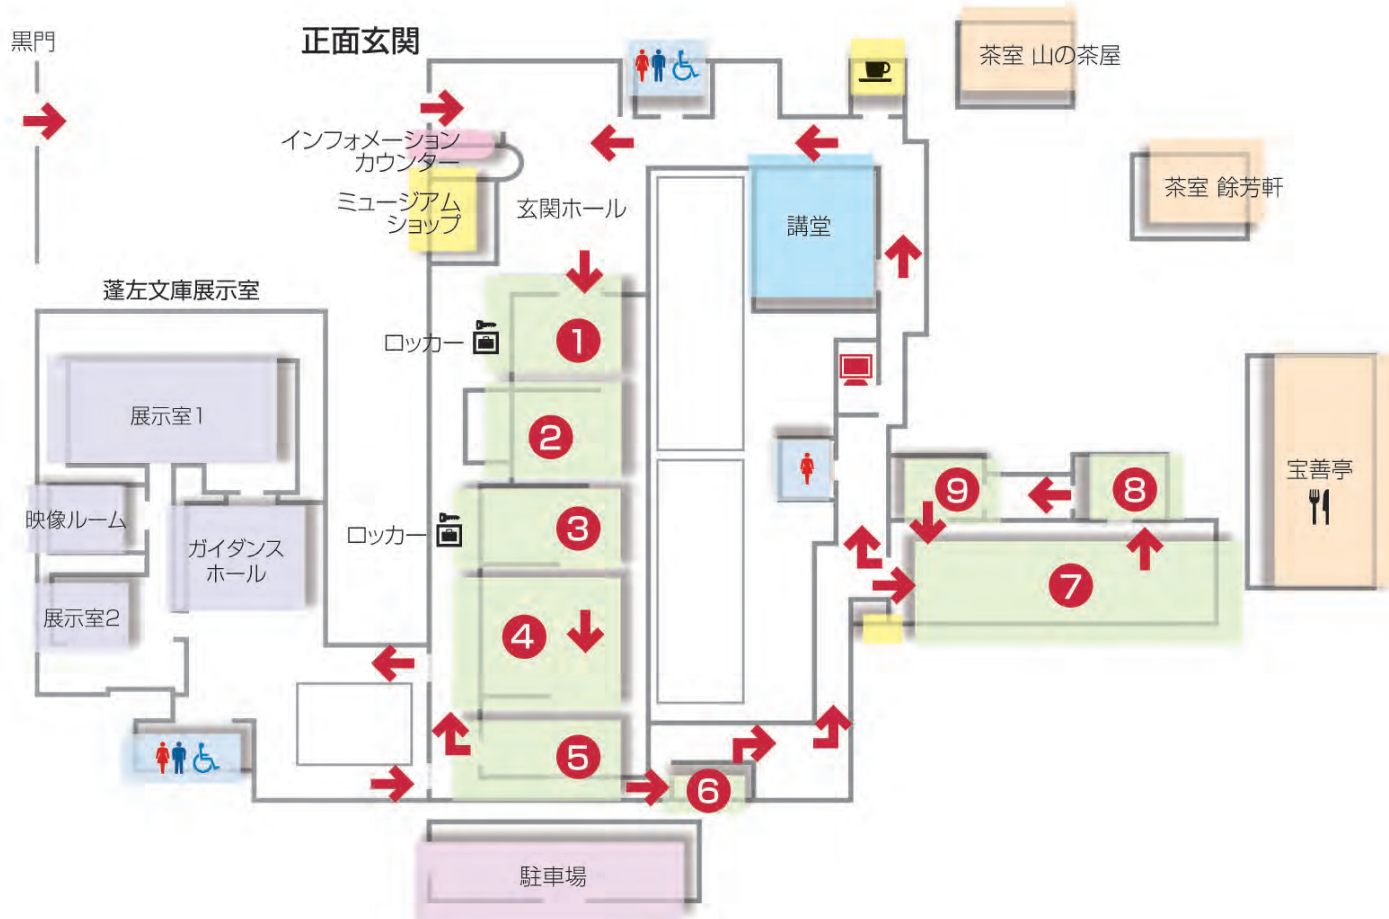 黒門
正面玄関
茶室 山の茶屋
インフォメーション
カウンター
ミュージアム
ショップ
玄関ホール
講堂
茶室 餘芳軒
蓬左文庫展示室
ロッカー
1
展示室1
2
宝善亭
9
8
映像ルーム
ロッカー
3
ガイダンス
ホール
7
展示室2
4
5
6
駐車場